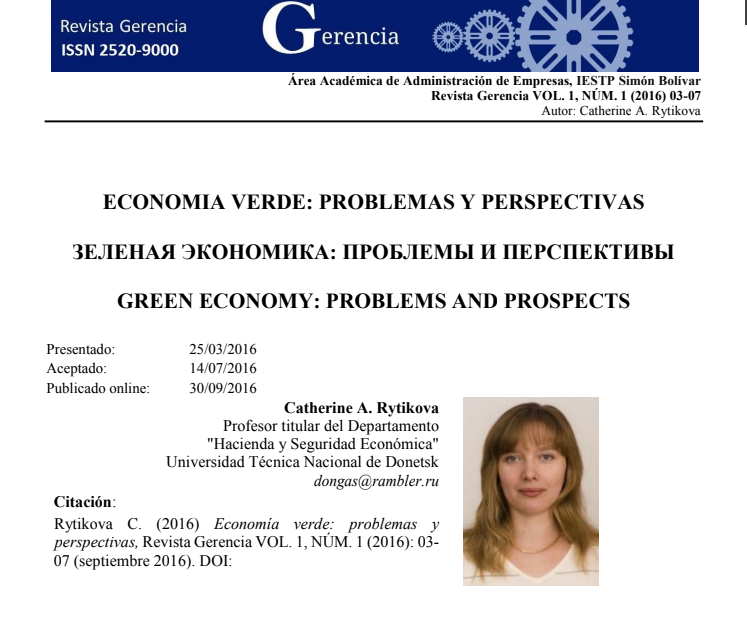 Revista Gerencia
ISSN 2520-9000
Gerencia
Área Académica de Administración de Empresas, IESTP Simón Bolívar
Revista Gerencia VOL. 1, NÚM. 1 (2016) 03-07
Autor: Catherine A. Rytikova
ECONOMIA VERDE: PROBLEMAS Y PERSPECTIVAS
ЗЕЛЕНАЯ ЭКОНОМИКА: ПРОБЛЕМЫ И ПЕРСПЕКТИВЫ
GREEN ECONOMY: PROBLEMS AND PROSPECTS
Presentado: 25/03/2016
Aceptado: 14/07/2016
Publicado online: 30/09/2016
Catherine A. Rytikova
Profesor titular del Departamento
"Hacienda y Seguridad Económica"
Universidad Técnica Nacional de Donetsk
dongas@rambler.ru
Citación:
Rytikova C. (2016) Economía verde: problemas y
perspectivas, Revista Gerencia VOL. 1, NÚM. 1 (2016): 03-
07 (septiembre 2016). DOI: